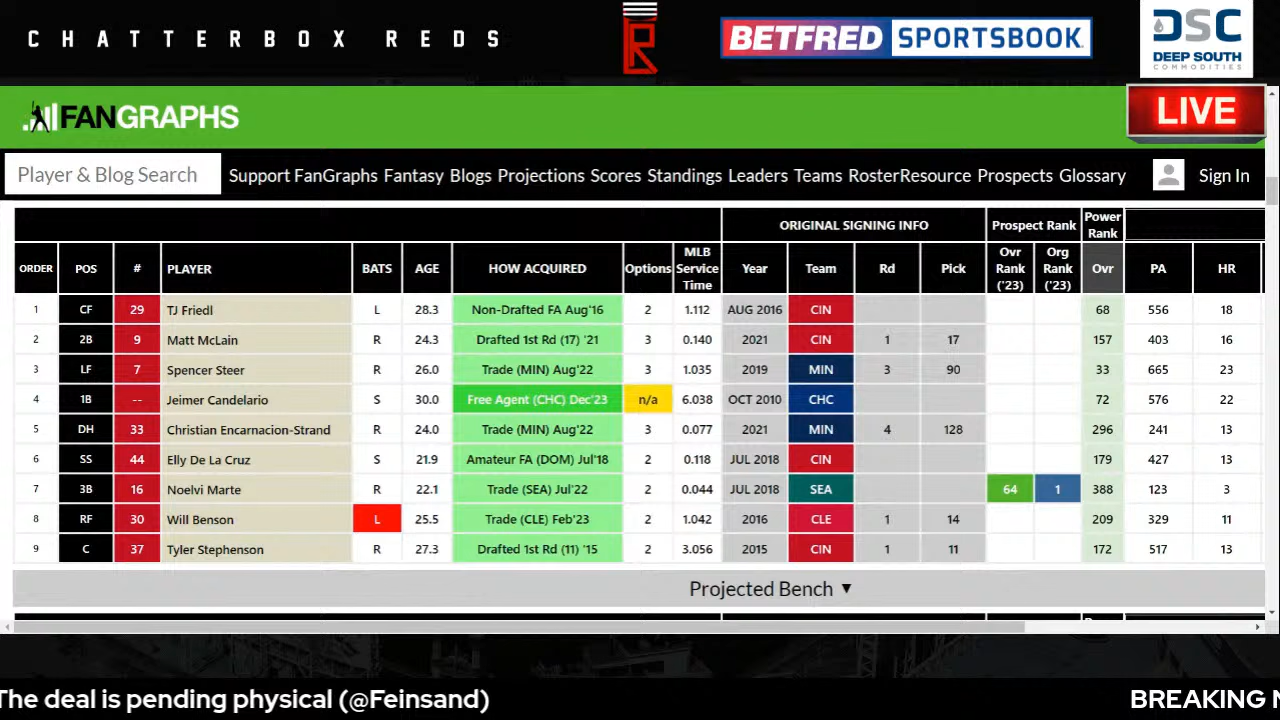 CHATTERBOX REDS
R
BETFRED SPORTSBOOK
DSC
DEEP SOUTH
COMMODITIES
FANGRAPHS
LIVE
Player & Blog Search Support FanGraphs Fantasy Blogs Projections Scores Standings Leaders Teams RosterResource Prospects Glossary Sign In
ORIGINAL SIGNING INFO Prospect Rank Power Rank
ORDER POS # PLAYER BATS AGE HOW ACQUIRED Options MLB Service Time Year Team Rd Pick Ovr Rank ('23) Org Rank ('23) Ovr PA HR
1 CF 29 TJ Friedl L 28.3 Non-Drafted FA Aug'16 2 1.112 AUG 2016 CIN 68 556 18
2 2B 9 Matt McLain R 24.3 Drafted 1st Rd (17) '21 3 0.140 2021 CIN 1 17 157 403 16
3 LF 7 Spencer Steer R 26.0 Trade (MIN) Aug'22 3 1.035 2019 MIN 3 90 33 665 23
4 1B -- Jeimer Candelario S 30.0 Free Agent (CHC) Dec'23 n/a 6.038 OCT 2010 CHC 72 576 22
5 DH 33 Christian Encarnacion-Strand R 24.0 Trade (MIN) Aug'22 3 0.077 2021 MIN 4 128 296 241 13
6 SS 44 Elly De La Cruz S 21.9 Amateur FA (DOM) Jul'18 2 0.118 JUL 2018 CIN 179 427 13
7 3B 16 Noelvi Marte R 22.1 Trade (SEA) Jul'22 2 0.044 JUL 2018 SEA 64 1 388 123 3
8 RF 30 Will Benson L 25.5 Trade (CLE) Feb'23 2 1.042 2016 CLE 1 14 209 329 11
9 C 37 Tyler Stephenson R 27.3 Drafted 1st Rd (11) '15 2 3.056 2015 CIN 1 11 172 517 13
Projected Bench ▼
The deal is pending physical (@Feinsand) BREAKING